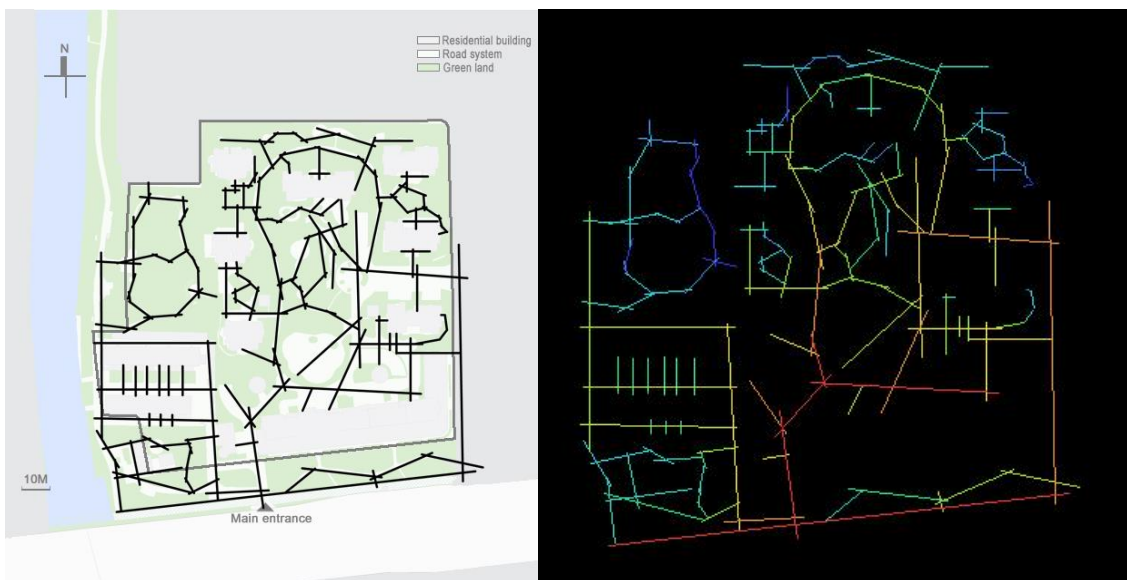 N
Residential building
Road system
Green land
10M
Main entrance